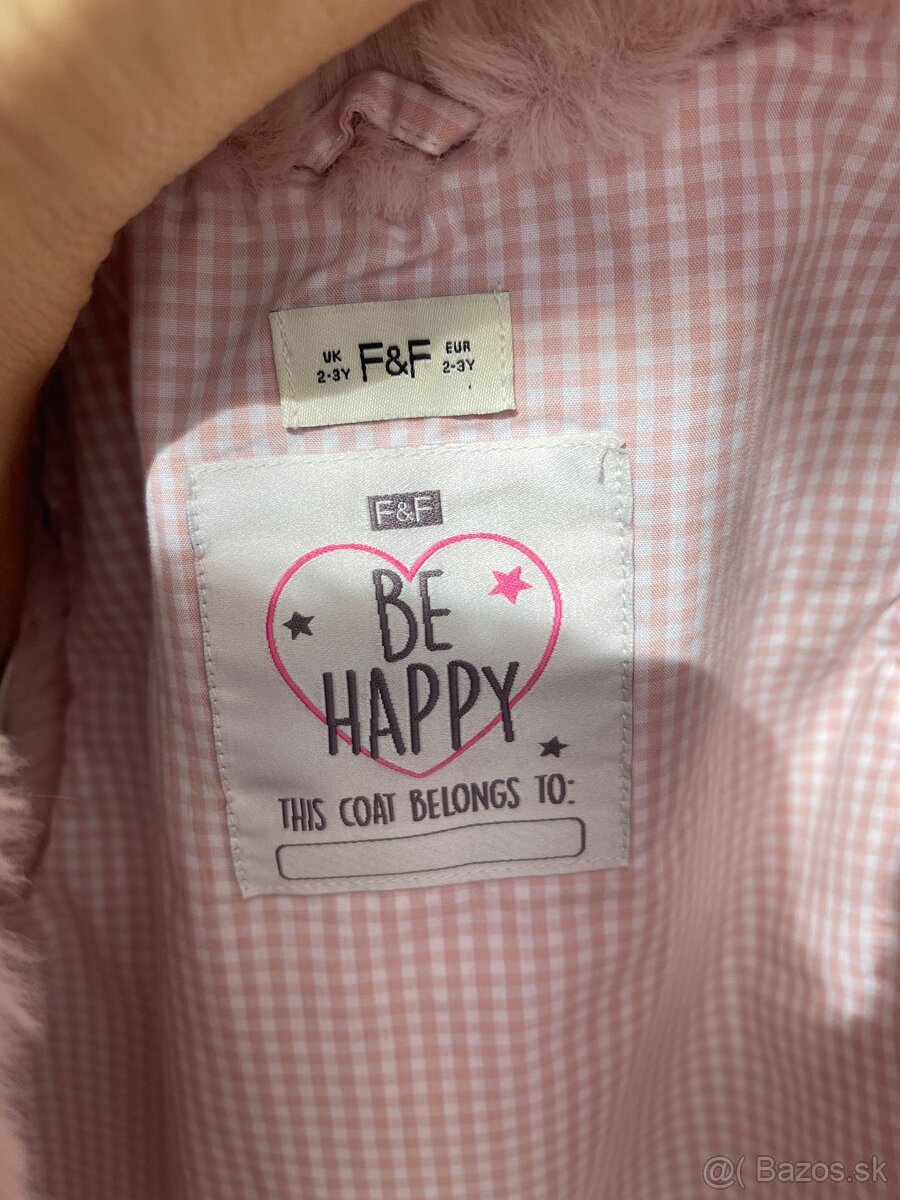 UK 2-3Y F&F EUR 2-3Y
F&F
BE
HAPPY
THIS COAT BELONGS TO:
@( Bazos.sk